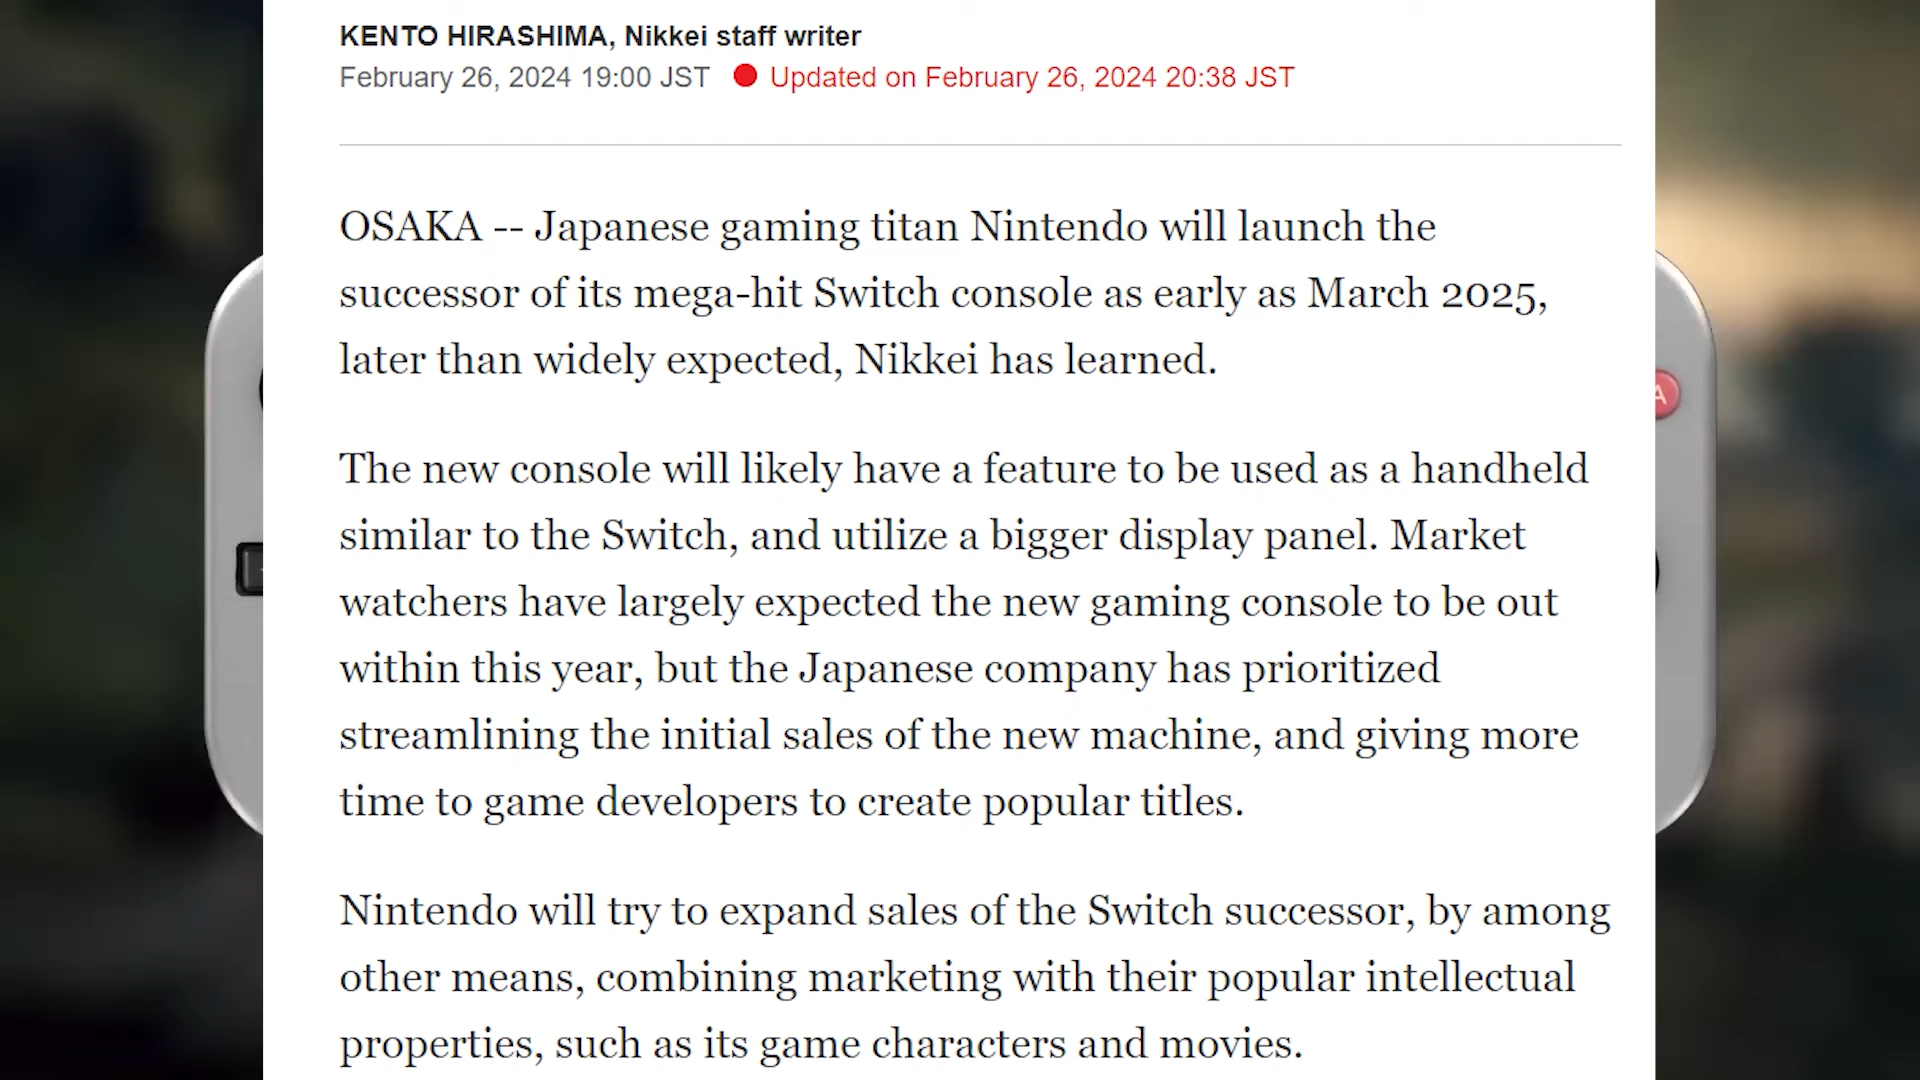 KENTO HIRASHIMA, Nikkei staff writer
February 26, 2024 19:00 JST Updated on February 26, 2024 20:38 JST
OSAKA -- Japanese gaming titan Nintendo will launch the
successor of its mega-hit Switch console as early as March 2025,
later than widely expected, Nikkei has learned.
The new console will likely have a feature to be used as a handheld
similar to the Switch, and utilize a bigger display panel. Market
watchers have largely expected the new gaming console to be out
within this year, but the Japanese company has prioritized
streamlining the initial sales of the new machine, and giving more
time to game developers to create popular titles.
Nintendo will try to expand sales of the Switch successor, by among
other means, combining marketing with their popular intellectual
properties, such as its game characters and movies.
A